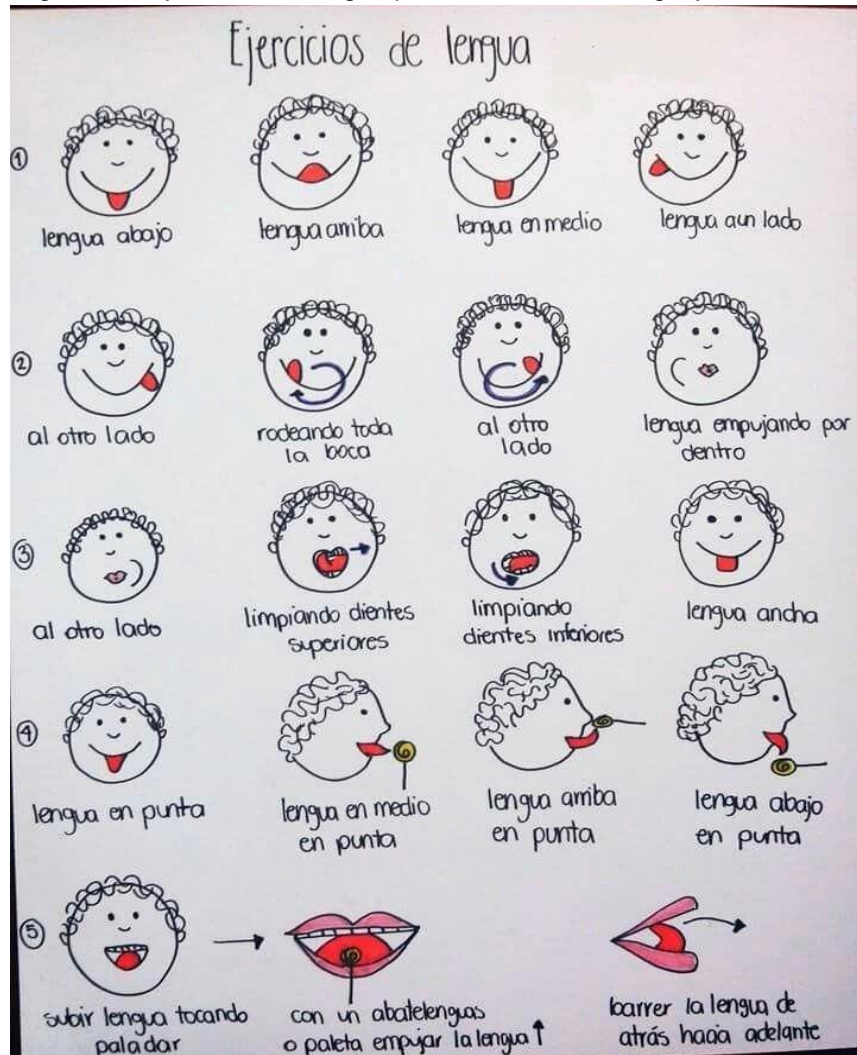 Ejercicios de lengua
①
lengua abajo
lengua arriba
lengua en medio
lengua aun lado
②
al otro lado
rodeando toda
la boca
al otro
lado
lengua empujando por
dentro
③
al otro lado
limpiando dientes
superiores
limpiando
dientes inferiores
lengua ancha
④
lengua en punta
lengua en medio
en punta
lengua arriba
en punta
lengua abajo
en punta
⑤
subir lengua tocando
paladar
con un abatelenguas
o paleta empujar la lengua ↑
barrer la lengua de
atrás hacia adelante